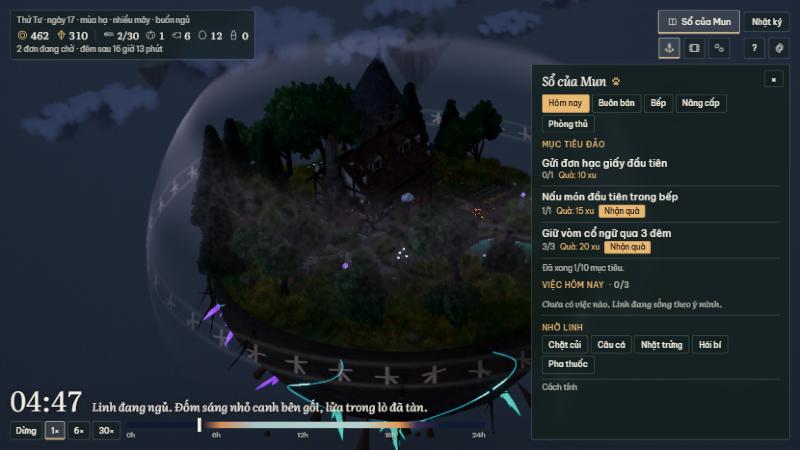 Thứ Tư · ngày 17 · mùa hạ · nhiều mây · buồn ngủ
462 310 2/30 1 6 12 0
2 đơn đang chờ · đêm sau 16 giờ 13 phút
Sổ của Mun
Nhật ký
?
Sổ của Mun
×
Hôm nay
Buôn bán
Bếp
Nâng cấp
Phòng thủ
MỤC TIÊU ĐẢO
Gửi đơn hạc giấy đầu tiên
0/1 Quà: 10 xu
Nấu món đầu tiên trong bếp
1/1 Quà: 15 xu Nhận quà
Giữ vòm cổ ngữ qua 3 đêm
3/3 Quà: 20 xu Nhận quà
Đã xong 1/10 mục tiêu.
VIỆC HÔM NAY · 0/3
Chưa có việc nào. Linh đang sống theo ý mình.
NHỜ LINH
Chặt củi
Câu cá
Nhặt trứng
Hái bí
Pha thuốc
Cách tính
04:47 Linh đang ngủ. Đốm sáng nhỏ canh bên gối, lửa trong lò đã tàn.
Dừng 1× 6× 30×
0h 6h 12h 18h 24h